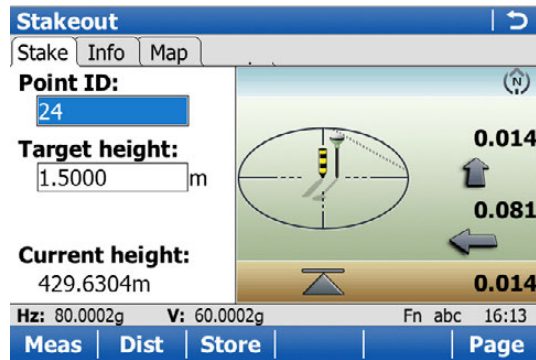 Stakeout
Stake Info Map
Point ID:
24
Target height:
1.5000 m
Current height:
429.6304m
N
0.014
0.081
0.014
Hz: 80.0002g V: 60.0002g Fn abc 16:13
Meas Dist Store Page